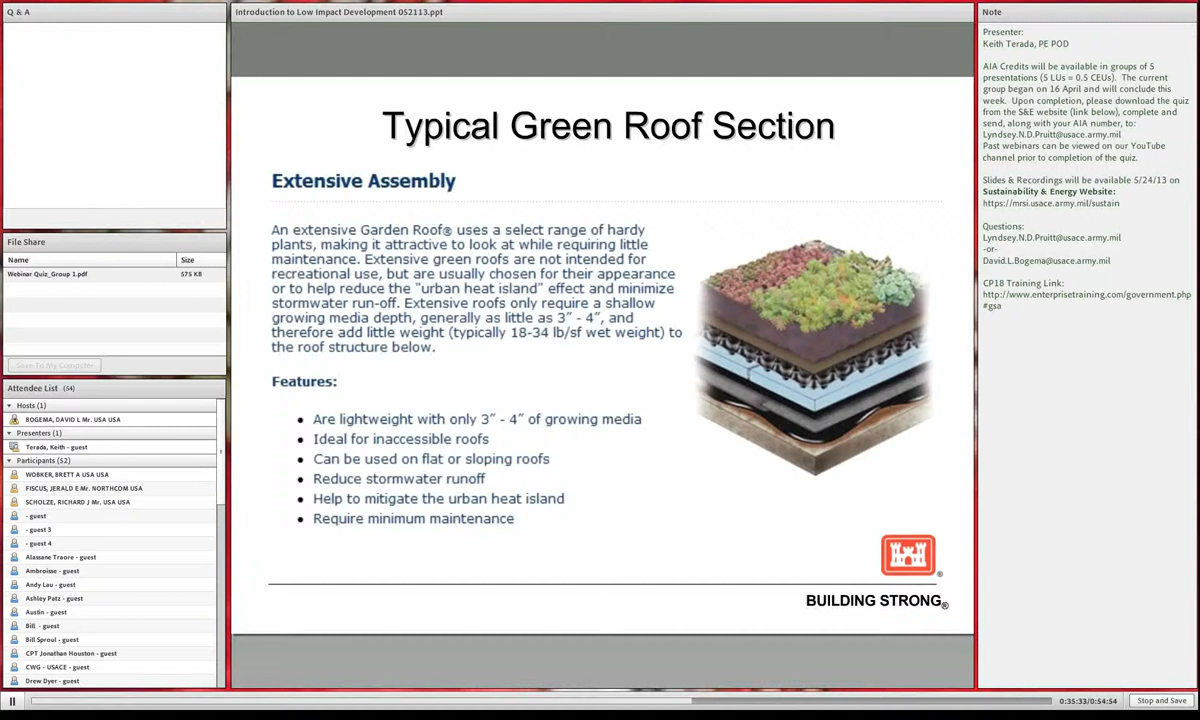 Q & A
File Share
Name Size
Webinar Quiz_Group 1.pdf 575 KB
Save To My Computer
Attendee List (54)
Hosts (1)
BOGEMA, DAVID L Mr. USA USA
Presenters (1)
Terada, Keith - guest
Participants (52)
WOBKER, BRETT A USA USA
FISCUS, JERALD E Mr. NORTHCOM USA
SCHOLZE, RICHARD J Mr. USA USA
- guest
- guest 3
- guest 4
Alassane Traore - guest
Ambroisse - guest
Andy Lau - guest
Ashley Patz - guest
Austin - guest
Bill - guest
Bill Sproul - guest
CPT Jonathan Houston - guest
CWG - USACE - guest
Drew Dyer - guest
Introduction to Low Impact Development 052113.ppt
Typical Green Roof Section
Extensive Assembly
An extensive Garden Roof® uses a select range of hardy
plants, making it attractive to look at while requiring little
maintenance. Extensive green roofs are not intended for
recreational use, but are usually chosen for their appearance
or to help reduce the "urban heat island" effect and minimize
stormwater run-off. Extensive roofs only require a shallow
growing media depth, generally as little as 3” - 4”, and
therefore add little weight (typically 18-34 lb/sf wet weight) to
the roof structure below.
Features:
• Are lightweight with only 3” - 4” of growing media
• Ideal for inaccessible roofs
• Can be used on flat or sloping roofs
• Reduce stormwater runoff
• Help to mitigate the urban heat island
• Require minimum maintenance
®
BUILDING STRONG®
Note
Presenter:
Keith Terada, PE POD
AIA Credits will be available in groups of 5
presentations (5 LUs = 0.5 CEUs). The current
group began on 16 April and will conclude this
week. Upon completion, please download the quiz
from the S&E website (link below), complete and
send, along with your AIA number, to:
Lyndsey.N.D.Pruitt@usace.army.mil
Past webinars can be viewed on our YouTube
channel prior to completion of the quiz.
Slides & Recordings will be available 5/24/13 on
Sustainability & Energy Website:
https://mrsi.usace.army.mil/sustain
Questions:
Lyndsey.N.D.Pruitt@usace.army.mil
-or-
David.L.Bogema@usace.army.mil
CP18 Training Link:
http://www.enterprisetraining.com/government.php
#gsa
0:35:33/0:54:54
Stop and Save